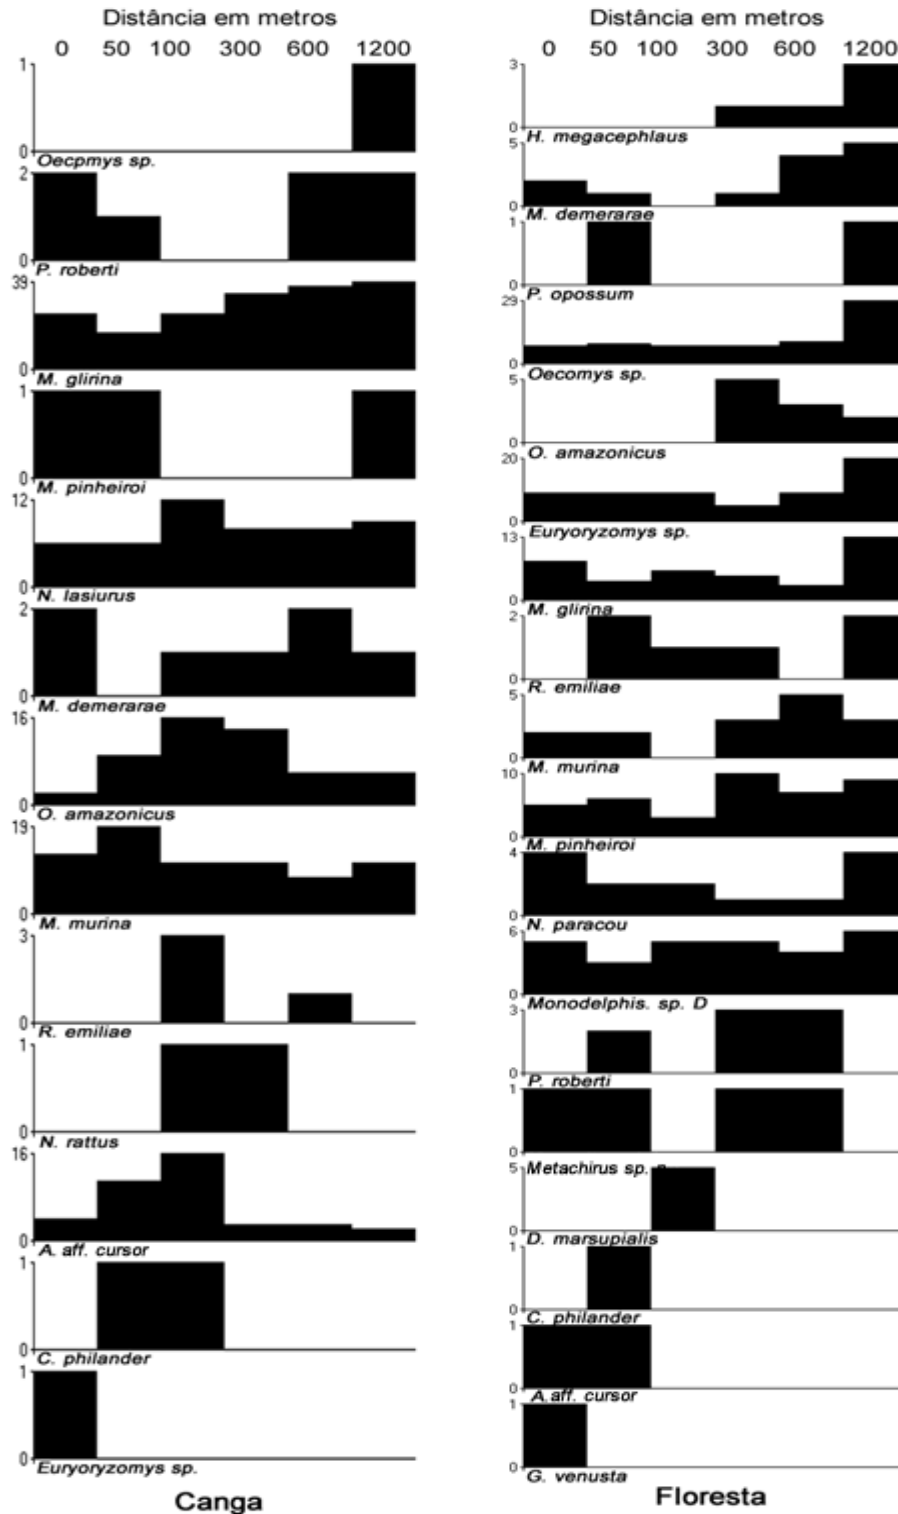 Distância em metros
0 50 100 300 600 1200
1
0
Oecpmys sp.
2
0
P. roberti
39
0
M. glirina
1
0
M. pinheiroi
12
0
N. lasiurus
2
0
M. demerarae
16
0
O. amazonicus
19
0
M. murina
3
0
R. emiliae
1
0
N. rattus
16
0
A. aff. cursor
1
0
C. philander
1
0
Euryoryzomys sp.
Canga
Distância em metros
0 50 100 300 600 1200
3
0
H. megacephlaus
5
0
M. demerarae
1
0
P. opossum
29
0
Oecomys sp.
5
0
O. amazonicus
20
0
Euryoryzomys sp.
13
0
M. glirina
2
0
R. emiliae
5
0
M. murina
10
0
M. pinheiroi
4
0
N. paracou
6
0
Monodelphis. sp. D
3
0
P. roberti
1
0
Metachirus sp.
5
0
D. marsupialis
1
0
C. philander
1
0
A.aff. cursor
1
0
G. venusta
Floresta